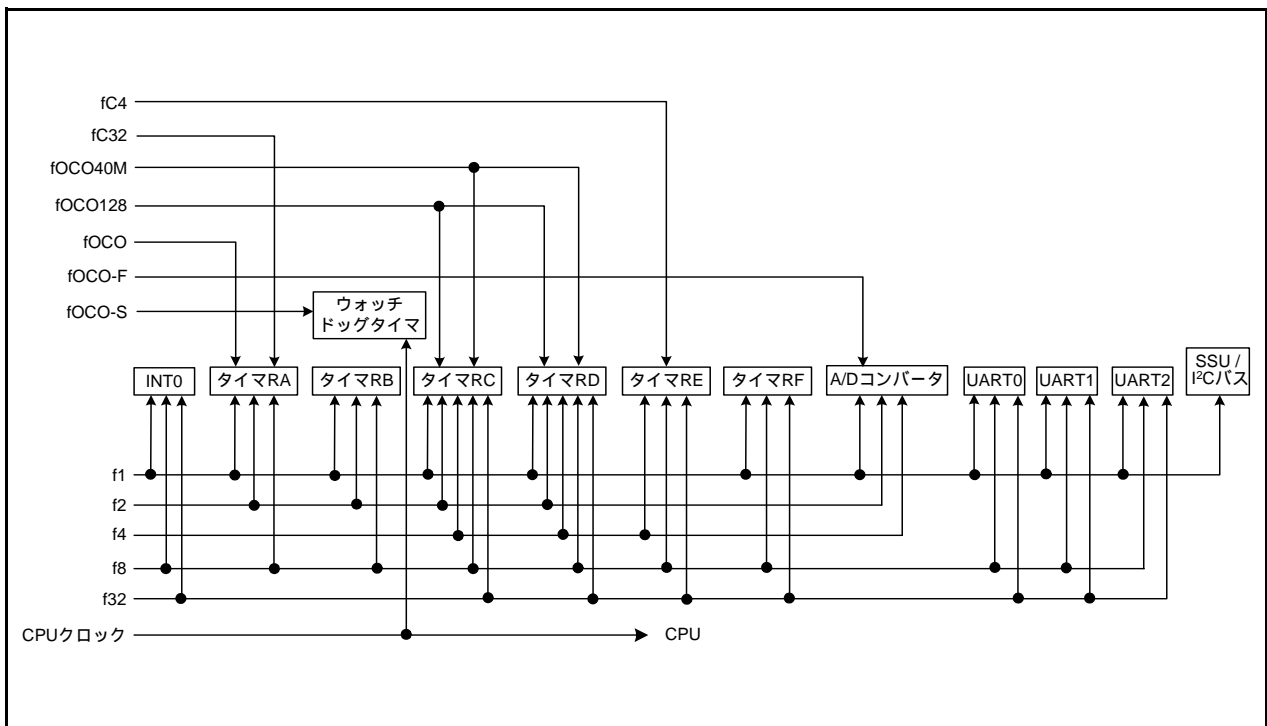 fC4
fC32
fOCO40M
fOCO128
fOCO
fOCO-F
fOCO-S
ウォッチ
ドッグタイマ
INT0
タイマRA
タイマRB
タイマRC
タイマRD
タイマRE
タイマRF
A/Dコンバータ
UART0
UART1
UART2
SSU /
I²Cバス
f1
f2
f4
f8
f32
CPUクロック
CPU